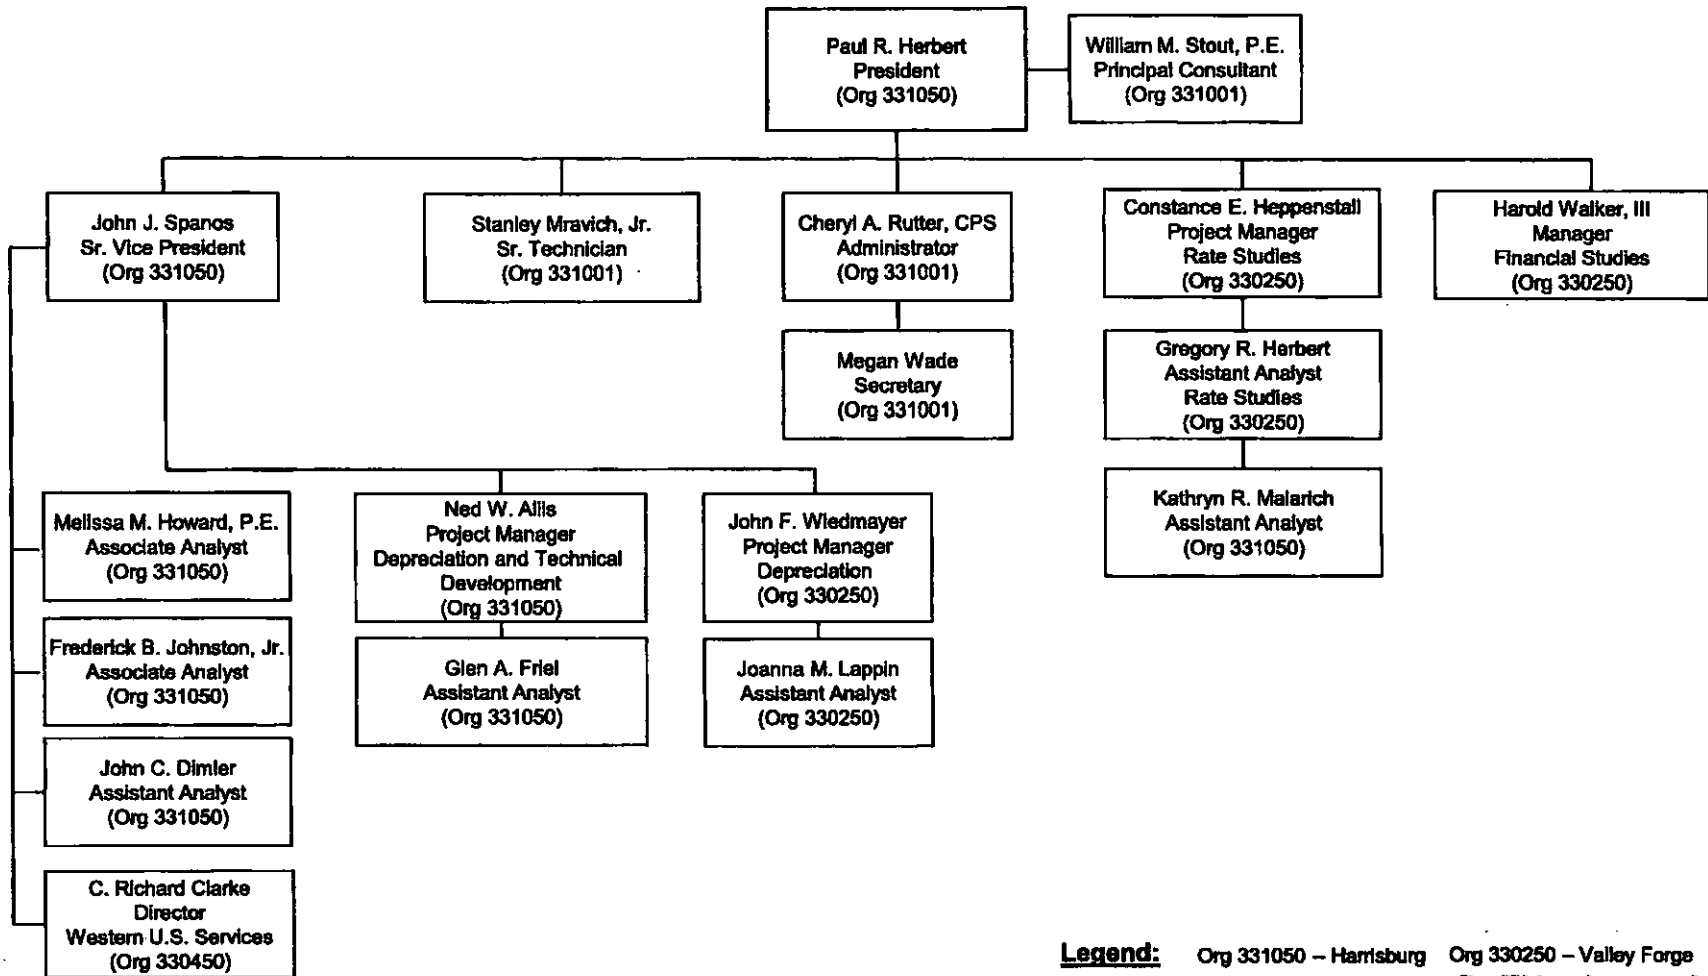 Paul R. Herbert
President
(Org 331050)
William M. Stout, P.E.
Principal Consultant
(Org 331001)
John J. Spanos
Sr. Vice President
(Org 331050)
Stanley Mravich, Jr.
Sr. Technician
(Org 331001)
Cheryl A. Rutter, CPS
Administrator
(Org 331001)
Constance E. Heppenstall
Project Manager
Rate Studies
(Org 330250)
Harold Walker, III
Manager
Financial Studies
(Org 330250)
Megan Wade
Secretary
(Org 331001)
Gregory R. Herbert
Assistant Analyst
Rate Studies
(Org 330250)
Kathryn R. Malarich
Assistant Analyst
(Org 331050)
Melissa M. Howard, P.E.
Associate Analyst
(Org 331050)
Ned W. Allis
Project Manager
Depreciation and Technical
Development
(Org 331050)
John F. Wiedmayer
Project Manager
Depreciation
(Org 330250)
Frederick B. Johnston, Jr.
Associate Analyst
(Org 331050)
Glen A. Friel
Assistant Analyst
(Org 331050)
Joanna M. Lappin
Assistant Analyst
(Org 330250)
John C. Dimler
Assistant Analyst
(Org 331050)
C. Richard Clarke
Director
Western U.S. Services
(Org 330450)
Legend: Org 331050 – Harrisburg Org 330250 – Valley Forge